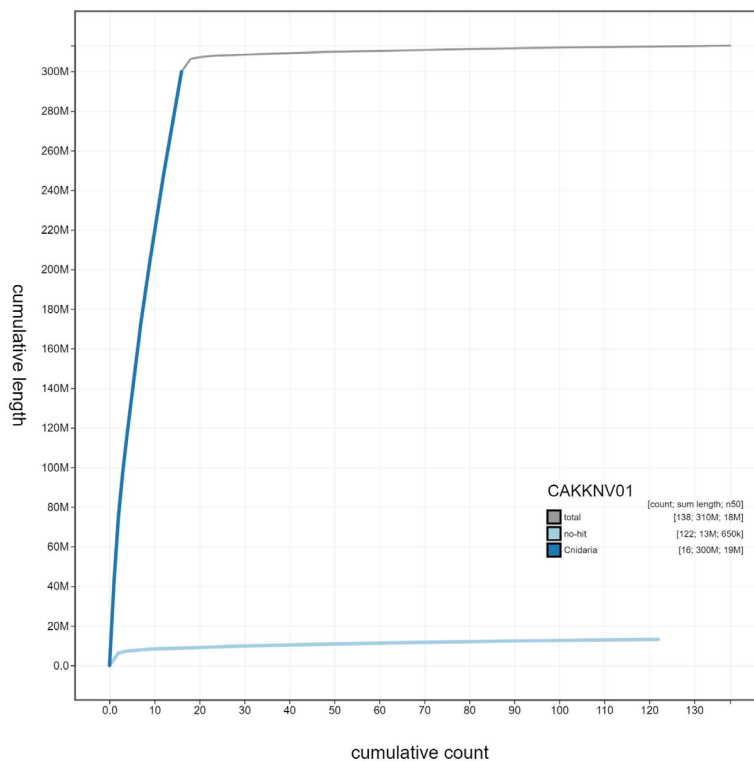 300M
280M
260M
240M
220M
200M
180M
160M
140M
120M
100M
80M
60M
40M
20M
0.0
cumulative length
CAKKNV01
[count; sum length; n50]
total [138; 310M; 18M]
no-hit [122; 13M; 650k]
Cnidaria [16; 300M; 19M]
0.0 10 20 30 40 50 60 70 80 90 100 110 120 130
cumulative count